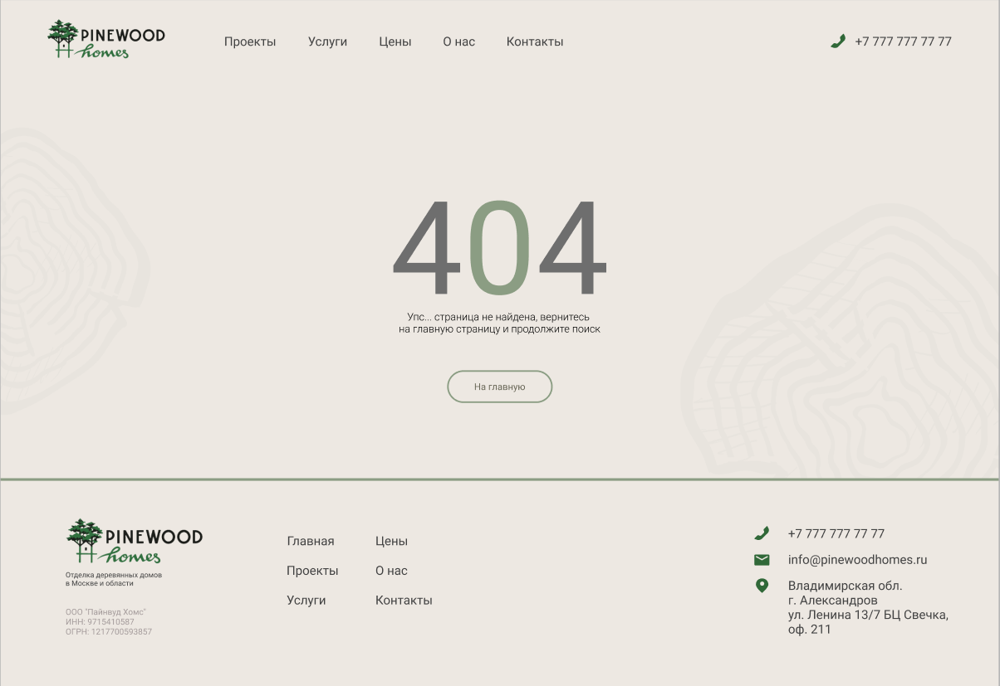 PINEWOOD
homes
Проекты
Услуги
Цены
О нас
Контакты
+7 777 777 77 77
404
Упс... страница не найдена, вернитесь
на главную страницу и продолжите поиск
На главную
PINEWOOD
homes
Отделка деревянных домов
в Москве и области
ООО "Пайнвуд Хомс"
ИНН: 9715410587
ОГРН: 1217700593857
Главная
Проекты
Услуги
Цены
О нас
Контакты
+7 777 777 77 77
info@pinewoodhomes.ru
Владимирская обл.
г. Александров
ул. Ленина 13/7 БЦ Свечка,
оф. 211